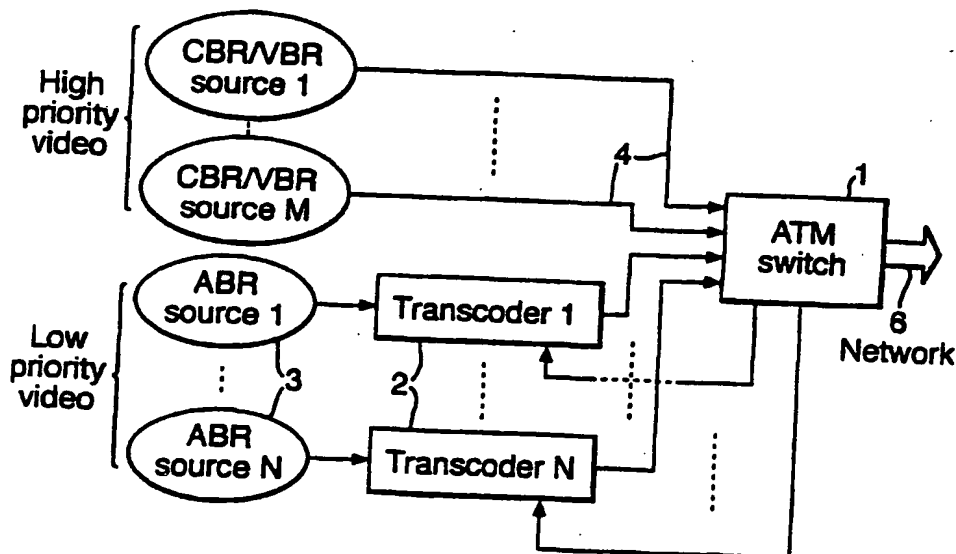 High
priority
video
CBR/VBR
source 1
CBR/VBR
source M
4
1
ATM
switch
6
Network
Low
priority
video
ABR
source 1
3
ABR
source N
Transcoder 1
2
Transcoder N